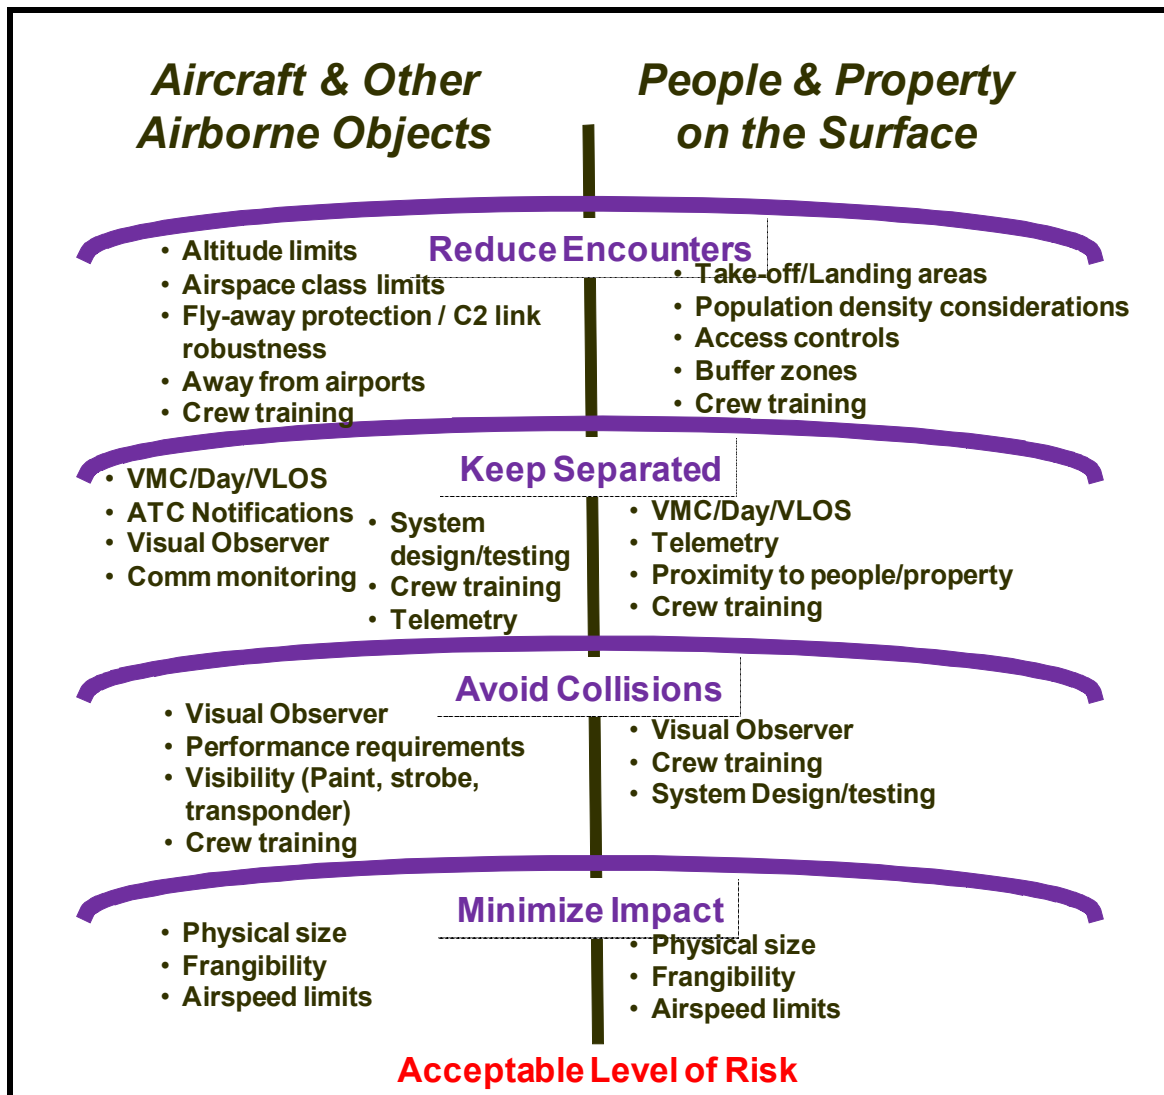 Aircraft & Other
Airborne Objects
People & Property
on the Surface
Reduce Encounters
• Altitude limits
• Airspace class limits
• Fly-away protection / C2 link
robustness
• Away from airports
• Crew training
• Take-off/Landing areas
• Population density considerations
• Access controls
• Buffer zones
• Crew training
Keep Separated
• VMC/Day/VLOS
• ATC Notifications
• Visual Observer
• Comm monitoring
• System
design/testing
• Crew training
• Telemetry
• VMC/Day/VLOS
• Telemetry
• Proximity to people/property
• Crew training
Avoid Collisions
• Visual Observer
• Performance requirements
• Visibility (Paint, strobe,
transponder)
• Crew training
• Visual Observer
• Crew training
• System Design/testing
Minimize Impact
• Physical size
• Frangibility
• Airspeed limits
• Physical size
• Frangibility
• Airspeed limits
Acceptable Level of Risk